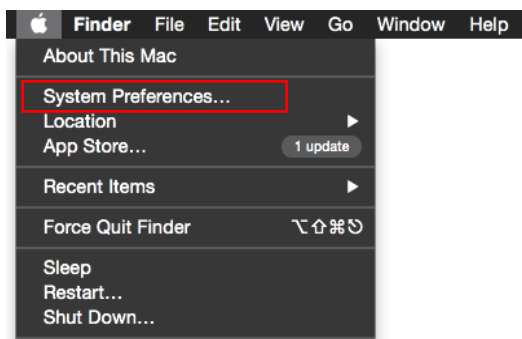 Finder File Edit View Go Window Help
About This Mac
System Preferences...
Location ▶
App Store... 1 update
Recent Items ▶
Force Quit Finder ⌥⇧⌘⎋
Sleep
Restart...
Shut Down...